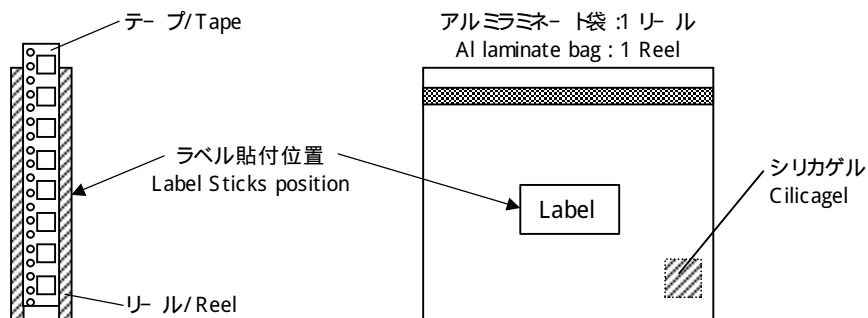 テープ/Tape
アルミラミネート袋 :1 リール
Al laminate bag : 1 Reel
ラベル貼付位置
Label Sticks position
シリカゲル
Cilicagel
Label
リール/Reel